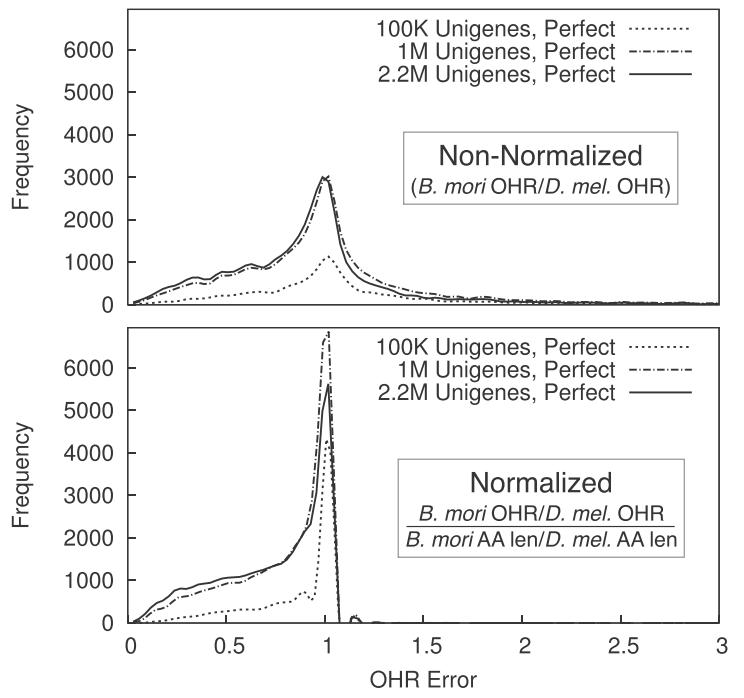 100K Unigenes, Perfect
1M Unigenes, Perfect
2.2M Unigenes, Perfect
Non-Normalized
(B. mori OHR/D. mel. OHR)
Frequency
6000
5000
4000
3000
2000
1000
0
100K Unigenes, Perfect
1M Unigenes, Perfect
2.2M Unigenes, Perfect
Normalized
B. mori OHR/D. mel. OHR
B. mori AA len/D. mel. AA len
Frequency
6000
5000
4000
3000
2000
1000
0
0 0.5 1 1.5 2 2.5 3
OHR Error